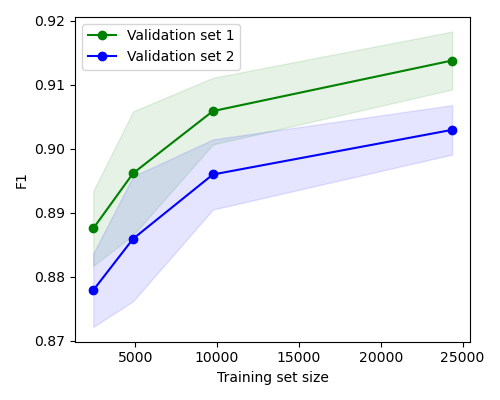 0.92
0.91
0.90
0.89
0.88
0.87
F1
Validation set 1
Validation set 2
5000 10000 15000 20000 25000
Training set size